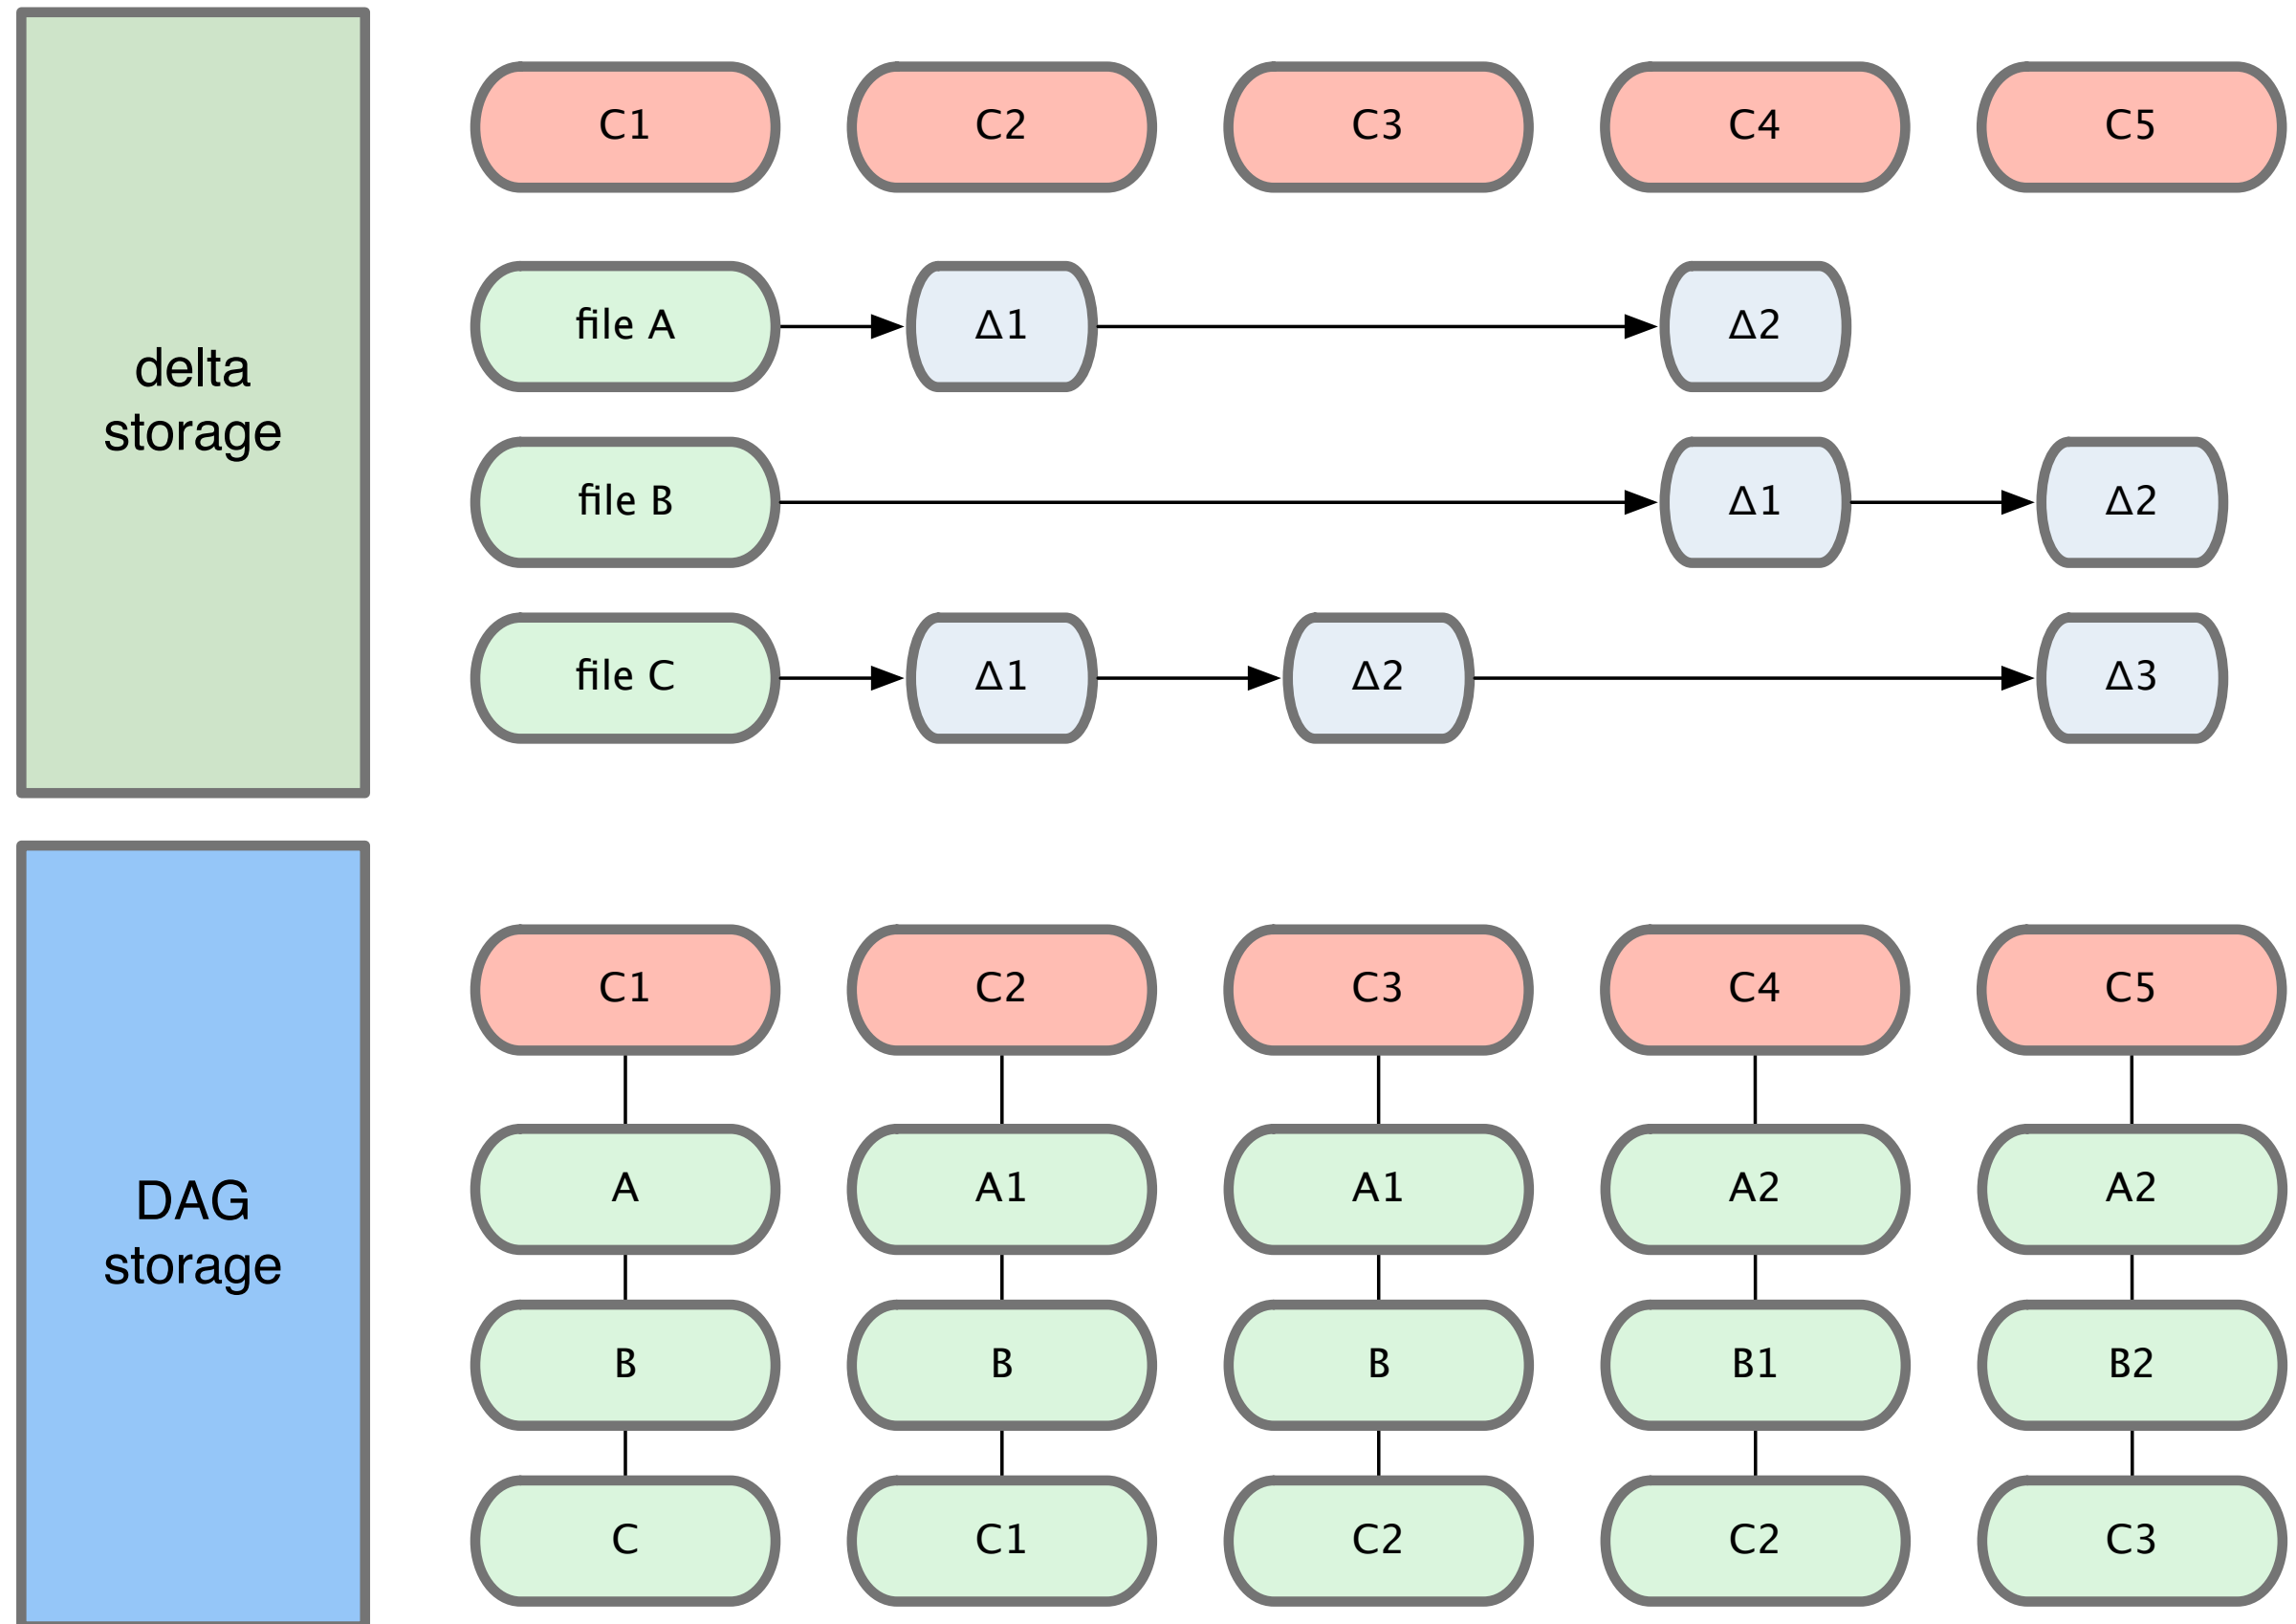 delta
storage
C1 C2 C3 C4 C5
file A Δ1 Δ2
file B Δ1 Δ2
file C Δ1 Δ2 Δ3
DAG
storage
C1 C2 C3 C4 C5
A A1 A1 A2 A2
B B B B1 B2
C C1 C2 C2 C3